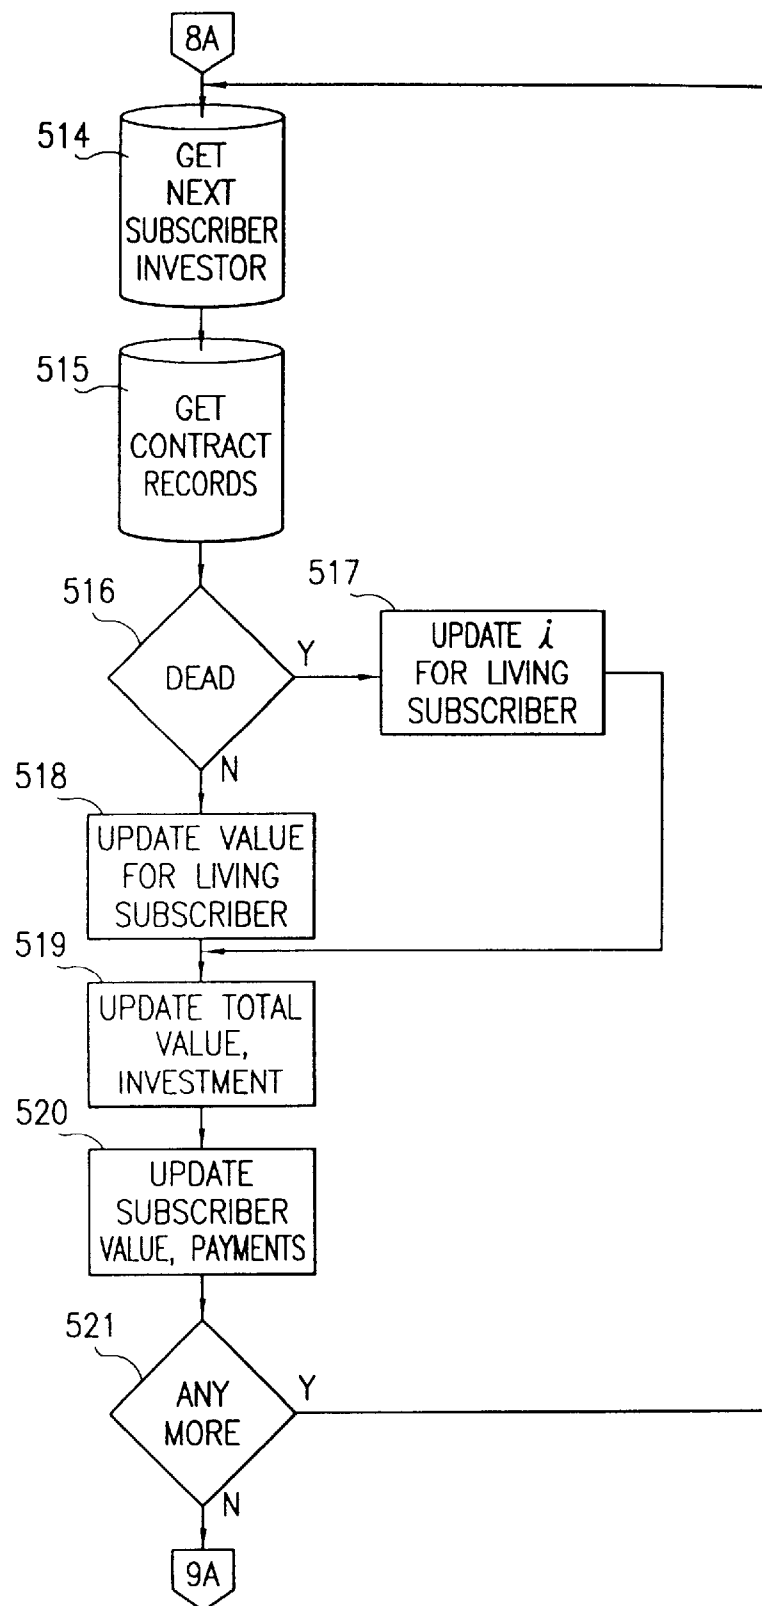 8A
514
GET
NEXT
SUBSCRIBER
INVESTOR
515
GET
CONTRACT
RECORDS
516
DEAD
Y
N
517
UPDATE i
FOR LIVING
SUBSCRIBER
518
UPDATE VALUE
FOR LIVING
SUBSCRIBER
519
UPDATE TOTAL
VALUE,
INVESTMENT
520
UPDATE
SUBSCRIBER
VALUE, PAYMENTS
521
ANY
MORE
Y
N
9A